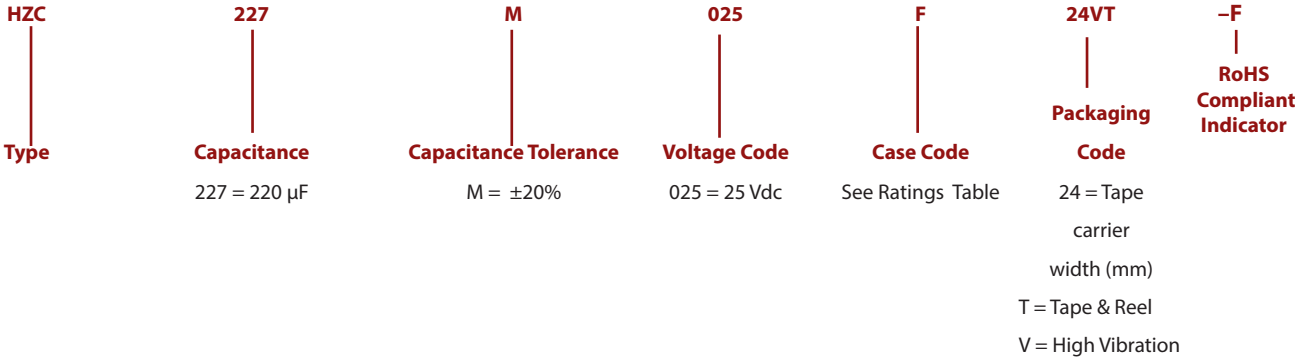 HZC 227 M 025 F 24VT –F
RoHS
Compliant
Indicator
Packaging
Type Capacitance Capacitance Tolerance Voltage Code Case Code Code
227 = 220 µF M = ±20% 025 = 25 Vdc See Ratings Table 24 = Tape
carrier
width (mm)
T = Tape & Reel
V = High Vibration